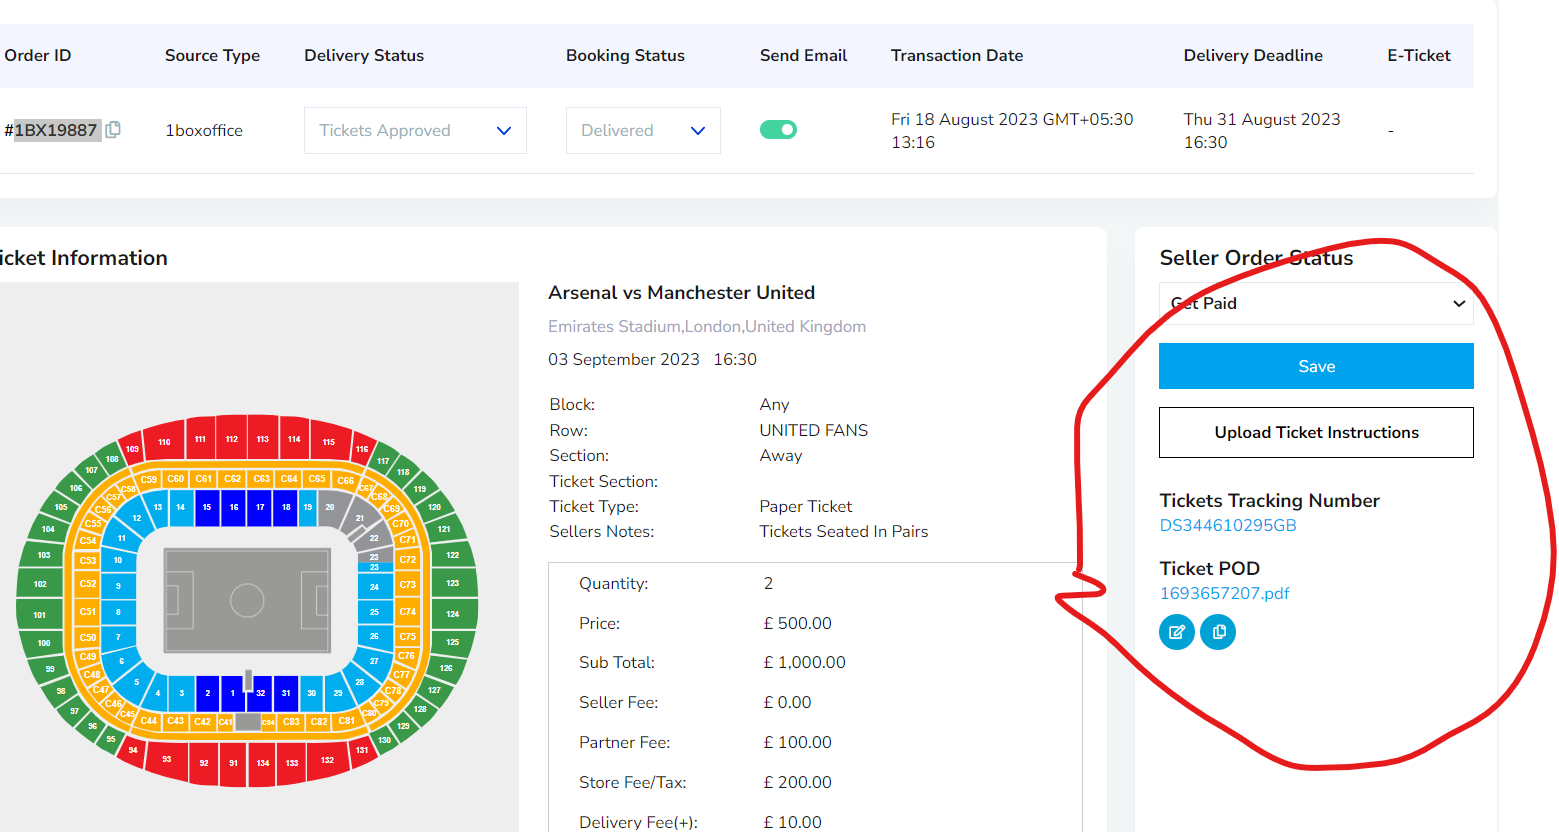 Order ID Source Type Delivery Status Booking Status Send Email Transaction Date Delivery Deadline E-Ticket
#1BX19887 1boxoffice Tickets Approved Delivered Fri 18 August 2023 GMT+05:30 Thu 31 August 2023 -
13:16 16:30
icket Information
Arsenal vs Manchester United
Emirates Stadium,London,United Kingdom
03 September 2023 16:30
Block: Any
Row: UNITED FANS
Section: Away
Ticket Section:
Ticket Type: Paper Ticket
Sellers Notes: Tickets Seated In Pairs
Quantity: 2
Price: £ 500.00
Sub Total: £ 1,000.00
Seller Fee: £ 0.00
Partner Fee: £ 100.00
Store Fee/Tax: £ 200.00
Delivery Fee(+): £ 10.00
109 110 111 112 113 114 115 116
108 117
107 118
106 119
105 120
104 121
103 122
102 123
101 124
100 125
99 126
98 127
97 128
96 129
95 130
94 93 92 91 134 133 132 131
C59 C60 C61 C62 C63 C64 C65 C66
C58 C67
C57 C68
C56 C69
C55 C70
C54 C71
C53 C72
C52 C73
C51 C74
C50 C75
C49 C76
C48 C77
C47 C78
C46 C79
C45 C80
C44 C43 C42 C41 C84 C83 C82 C81
13 14 15 16 17 18 19 20
12 21
11 22
10 23
23
9 24
8 25
7 26
6 27
5 28
4 3 2 1 32 31 30 29
Seller Order Status
Get Paid
Save
Upload Ticket Instructions
Tickets Tracking Number
DS344610295GB
Ticket POD
1693657207.pdf